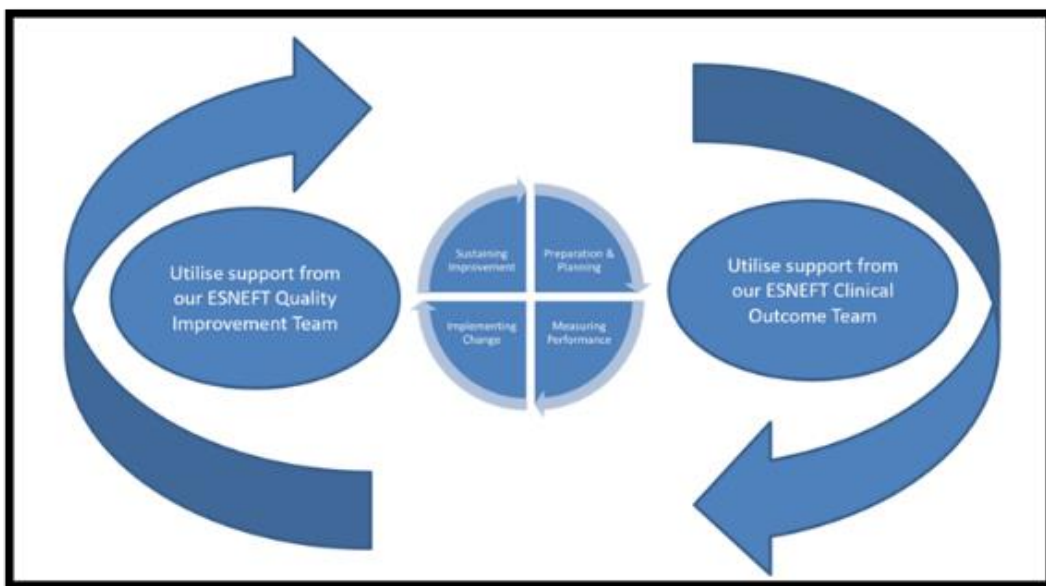 Utilise support from
our ESNEFT Quality
Improvement Team
Sustaining
Improvement
Preparation &
Planning
Implementing
Change
Measuring
Performance
Utilise support from
our ESNEFT Clinical
Outcome Team